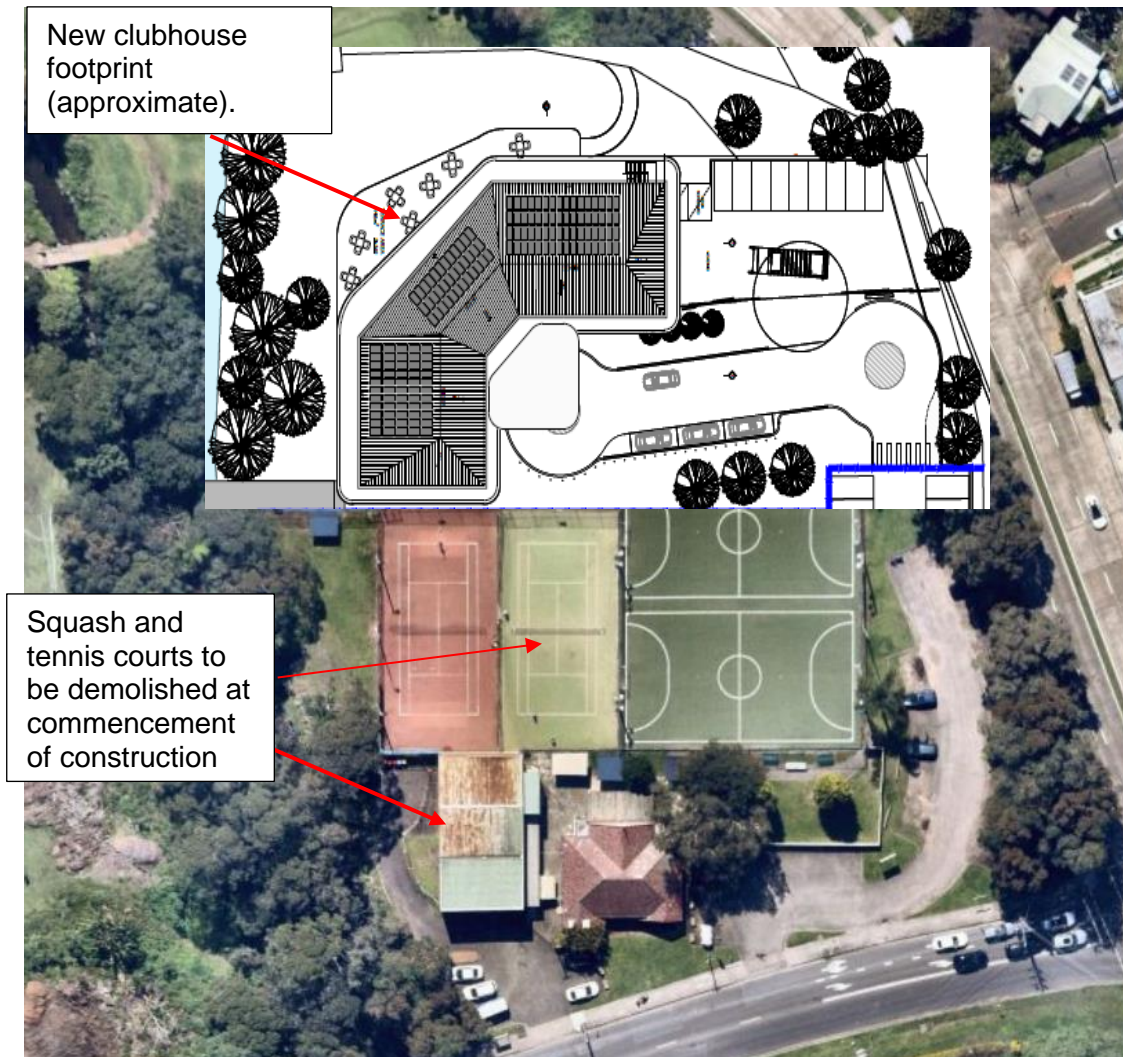 New clubhouse
footprint
(approximate).
Squash and
tennis courts to
be demolished at
commencement
of construction